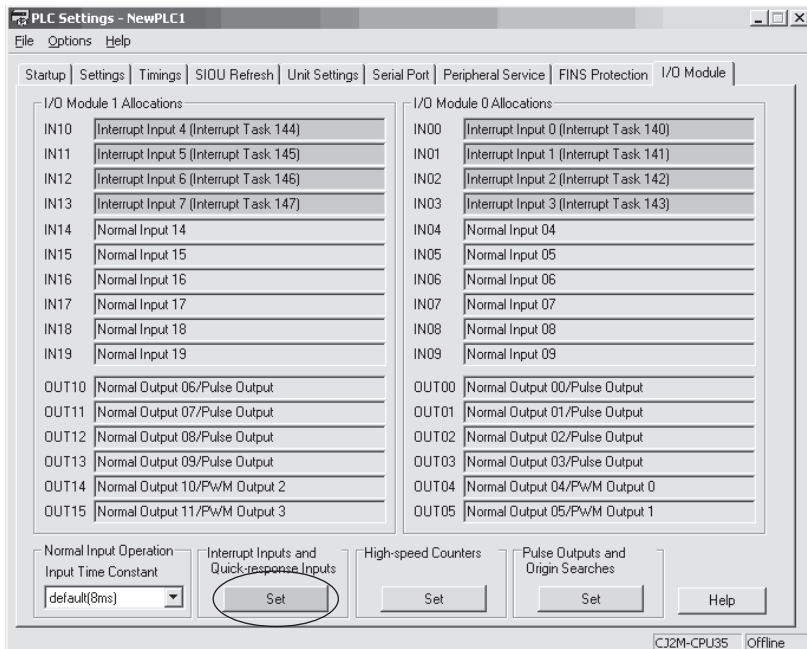 PLC Settings - NewPLC1
File Options Help
Startup Settings Timings SIOU Refresh Unit Settings Serial Port Peripheral Service FINS Protection I/O Module
I/O Module 1 Allocations
IN10 Interrupt Input 4 (Interrupt Task 144)
IN11 Interrupt Input 5 (Interrupt Task 145)
IN12 Interrupt Input 6 (Interrupt Task 146)
IN13 Interrupt Input 7 (Interrupt Task 147)
IN14 Normal Input 14
IN15 Normal Input 15
IN16 Normal Input 16
IN17 Normal Input 17
IN18 Normal Input 18
IN19 Normal Input 19
OUT10 Normal Output 06/Pulse Output
OUT11 Normal Output 07/Pulse Output
OUT12 Normal Output 08/Pulse Output
OUT13 Normal Output 09/Pulse Output
OUT14 Normal Output 10/PWM Output 2
OUT15 Normal Output 11/PWM Output 3
I/O Module 0 Allocations
IN00 Interrupt Input 0 (Interrupt Task 140)
IN01 Interrupt Input 1 (Interrupt Task 141)
IN02 Interrupt Input 2 (Interrupt Task 142)
IN03 Interrupt Input 3 (Interrupt Task 143)
IN04 Normal Input 04
IN05 Normal Input 05
IN06 Normal Input 06
IN07 Normal Input 07
IN08 Normal Input 08
IN09 Normal Input 09
OUT00 Normal Output 00/Pulse Output
OUT01 Normal Output 01/Pulse Output
OUT02 Normal Output 02/Pulse Output
OUT03 Normal Output 03/Pulse Output
OUT04 Normal Output 04/PWM Output 0
OUT05 Normal Output 05/PWM Output 1
Normal Input Operation
Input Time Constant
default(8ms)
Interrupt Inputs and
Quick-response Inputs
Set
High-speed Counters
Set
Pulse Outputs and
Origin Searches
Set
Help
CJ2M-CPU35 Offline